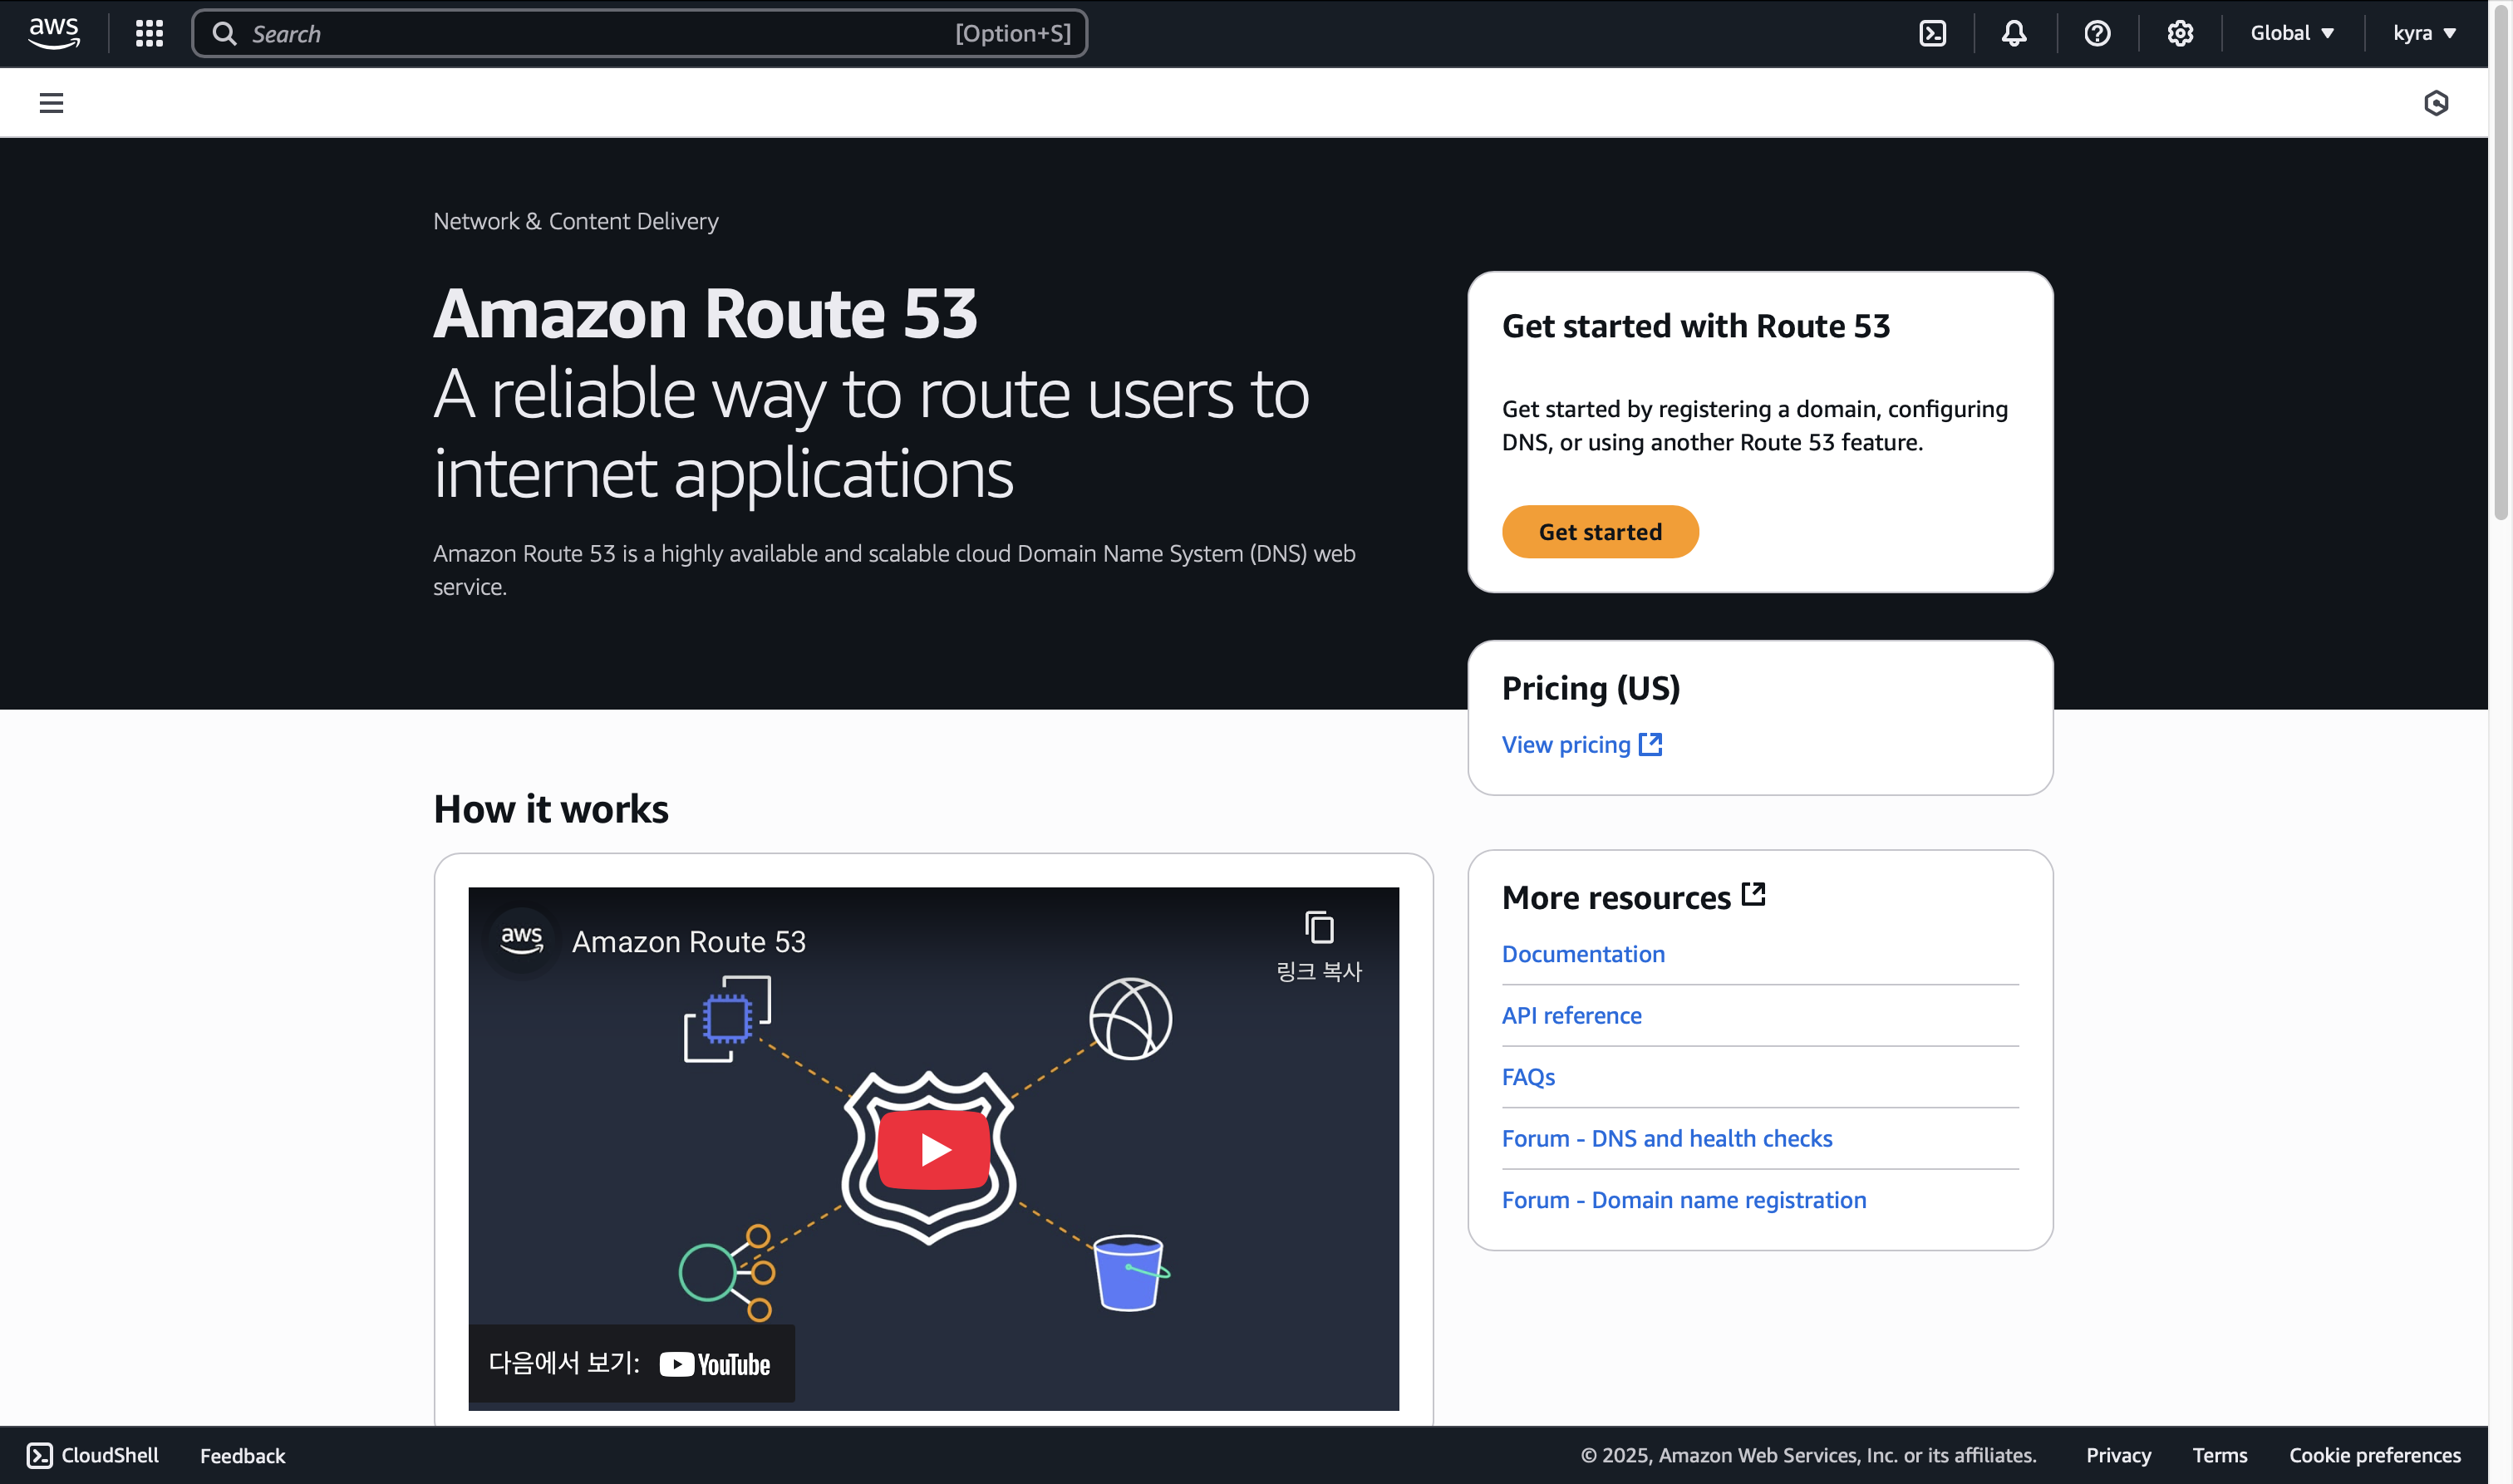 aws
Search
[Option+S]
Global
kyra
Network & Content Delivery
Amazon Route 53
A reliable way to route users to
internet applications
Amazon Route 53 is a highly available and scalable cloud Domain Name System (DNS) web
service.
Get started with Route 53
Get started by registering a domain, configuring
DNS, or using another Route 53 feature.
Get started
Pricing (US)
View pricing
How it works
aws
Amazon Route 53
링크 복사
다음에서 보기:
YouTube
More resources
Documentation
API reference
FAQs
Forum - DNS and health checks
Forum - Domain name registration
CloudShell
Feedback
© 2025, Amazon Web Services, Inc. or its affiliates.
Privacy
Terms
Cookie preferences